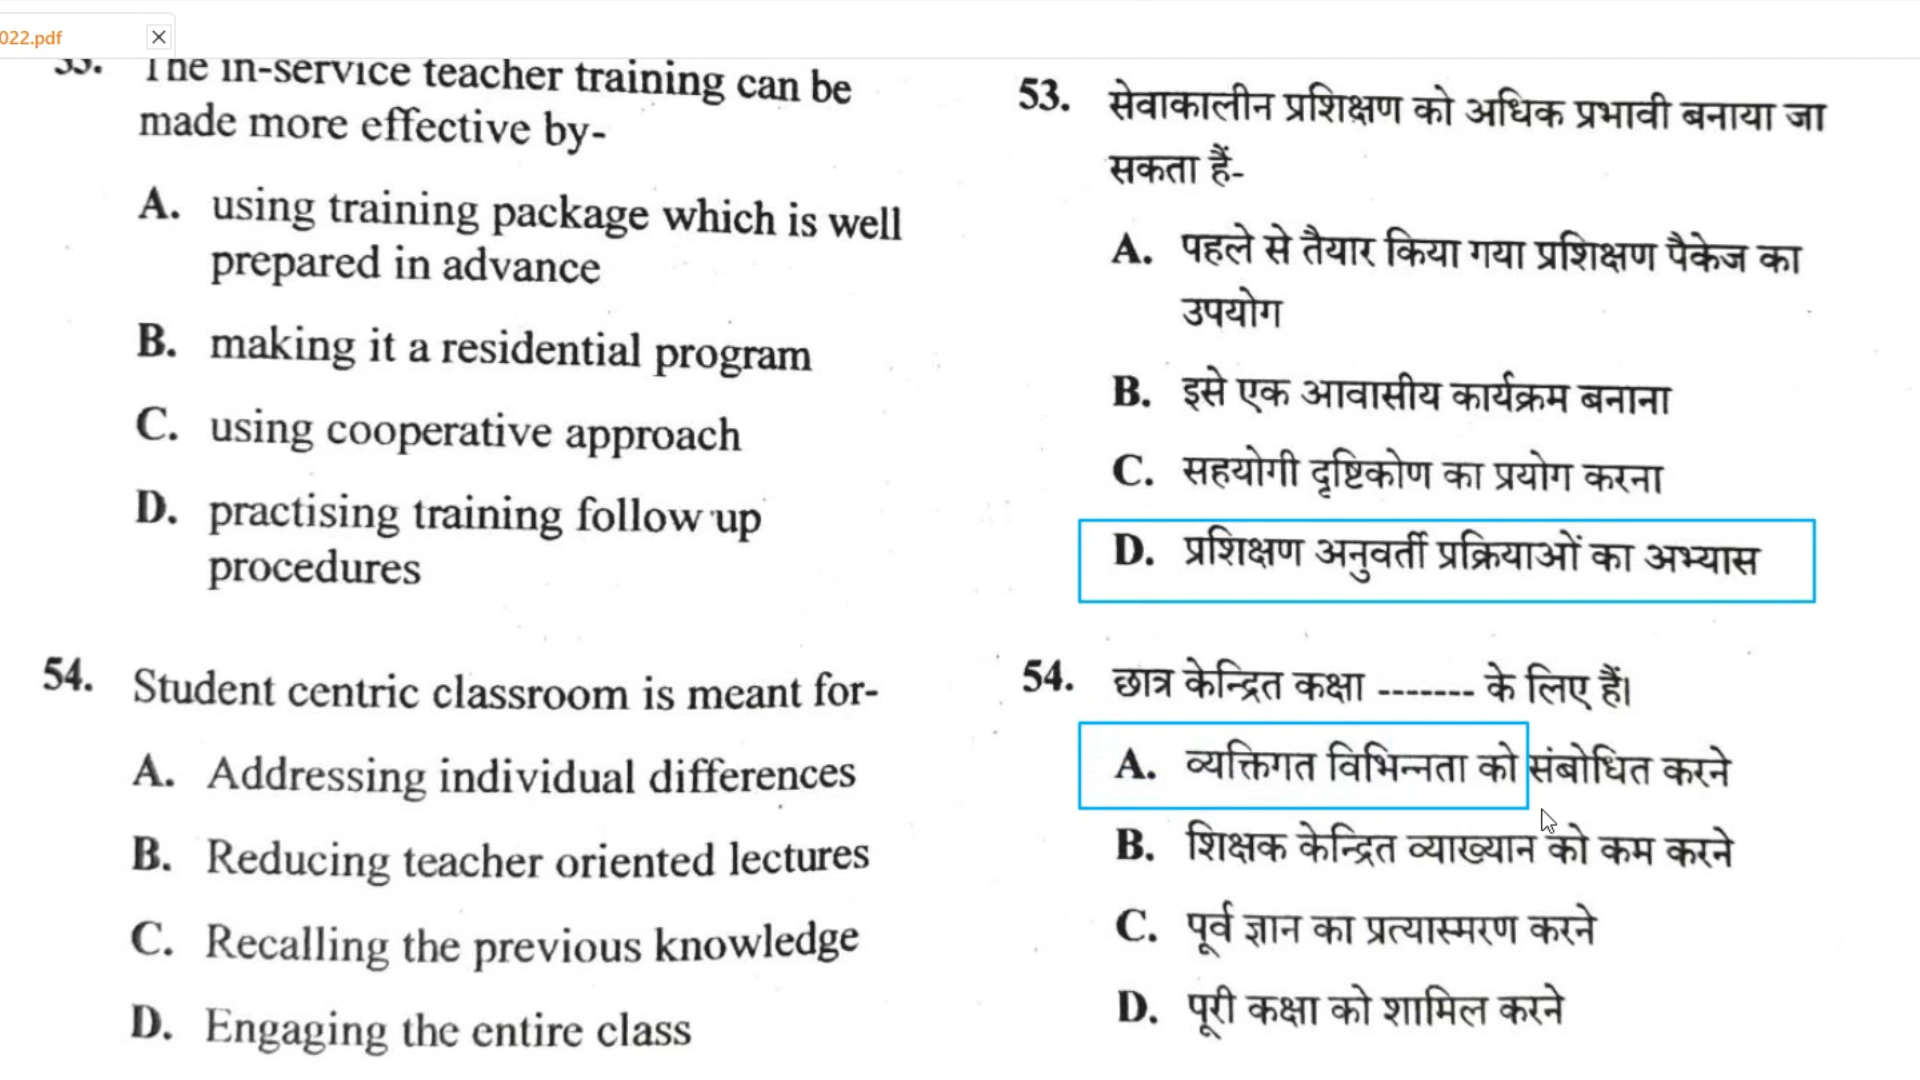 022.pdf
53. The in-service teacher training can be
made more effective by-
A. using training package which is well
prepared in advance
B. making it a residential program
C. using cooperative approach
D. practising training follow up
procedures
54. Student centric classroom is meant for-
A. Addressing individual differences
B. Reducing teacher oriented lectures
C. Recalling the previous knowledge
D. Engaging the entire class
53. सेवाकालीन प्रशिक्षण को अधिक प्रभावी बनाया जा
सकता हैं-
A. पहले से तैयार किया गया प्रशिक्षण पैकेज का
उपयोग
B. इसे एक आवासीय कार्यक्रम बनाना
C. सहयोगी दृष्टिकोण का प्रयोग करना
D. प्रशिक्षण अनुवर्ती प्रक्रियाओं का अभ्यास
54. छात्र केन्द्रित कक्षा ------- के लिए हैं।
A. व्यक्तिगत विभिन्नता को संबोधित करने
B. शिक्षक केन्द्रित व्याख्यान को कम करने
C. पूर्व ज्ञान का प्रत्यास्मरण करने
D. पूरी कक्षा को शामिल करने